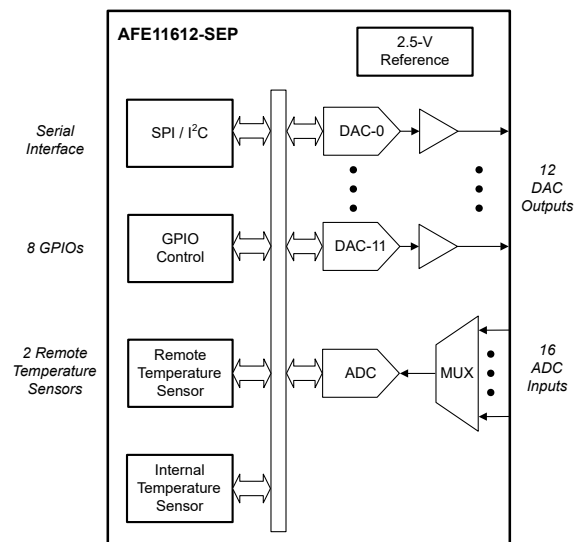 AFE11612-SEP
2.5-V
Reference
Serial
Interface
SPI / I²C
DAC-0
12
DAC
Outputs
8 GPIOs
GPIO
Control
DAC-11
2 Remote
Temperature
Sensors
Remote
Temperature
Sensor
ADC
MUX
16
ADC
Inputs
Internal
Temperature
Sensor